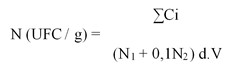 ∑Ci
N (UFC / g) =
(N₁ + 0,1N₂) d.V